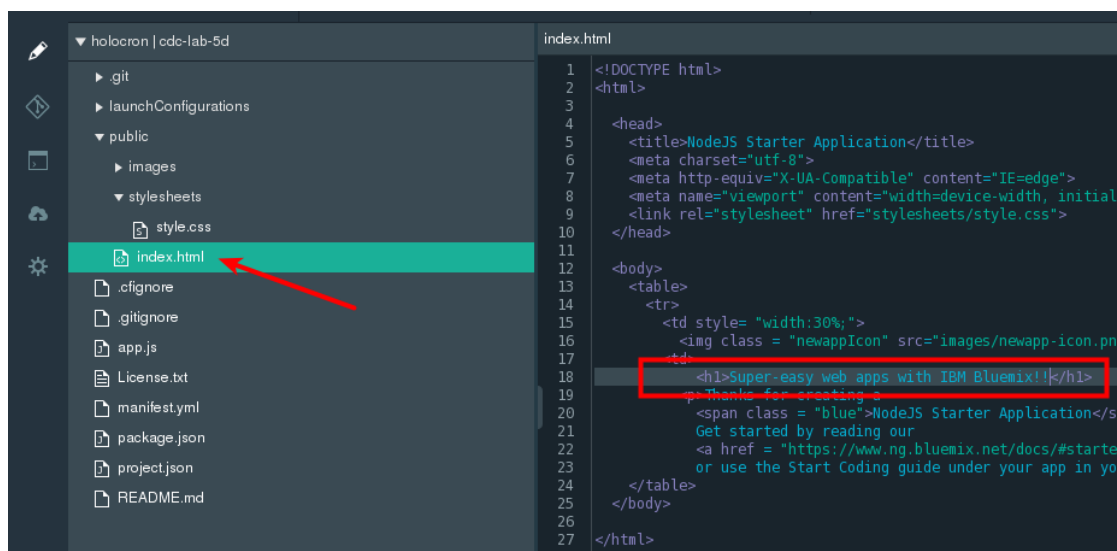 holocron | cdc-lab-5d
.git
launchConfigurations
public
images
stylesheets
style.css
index.html
.cfignore
.gitignore
app.js
License.txt
manifest.yml
package.json
project.json
README.md
index.html
1 <!DOCTYPE html>
2 <html>
3
4 <head>
5 <title>NodeJS Starter Application</title>
6 <meta charset="utf-8">
7 <meta http-equiv="X-UA-Compatible" content="IE=edge">
8 <meta name="viewport" content="width=device-width, initial
9 <link rel="stylesheet" href="stylesheets/style.css">
10 </head>
11
12 <body>
13 <table>
14 <tr>
15 <td style= "width:30%;">
16 <img class = "newappIcon" src="images/newapp-icon.pn
17 <td>
18 <h1>Super-easy web apps with IBM Bluemix!!</h1>
19 <p>Thanks for creating a
20 <span class = "blue">NodeJS Starter Application</s
21 Get started by reading our
22 <a href = "https://www.ng.bluemix.net/docs/#starte
23 or use the Start Coding guide under your app in yo
24 </table>
25 </body>
26
27 </html>